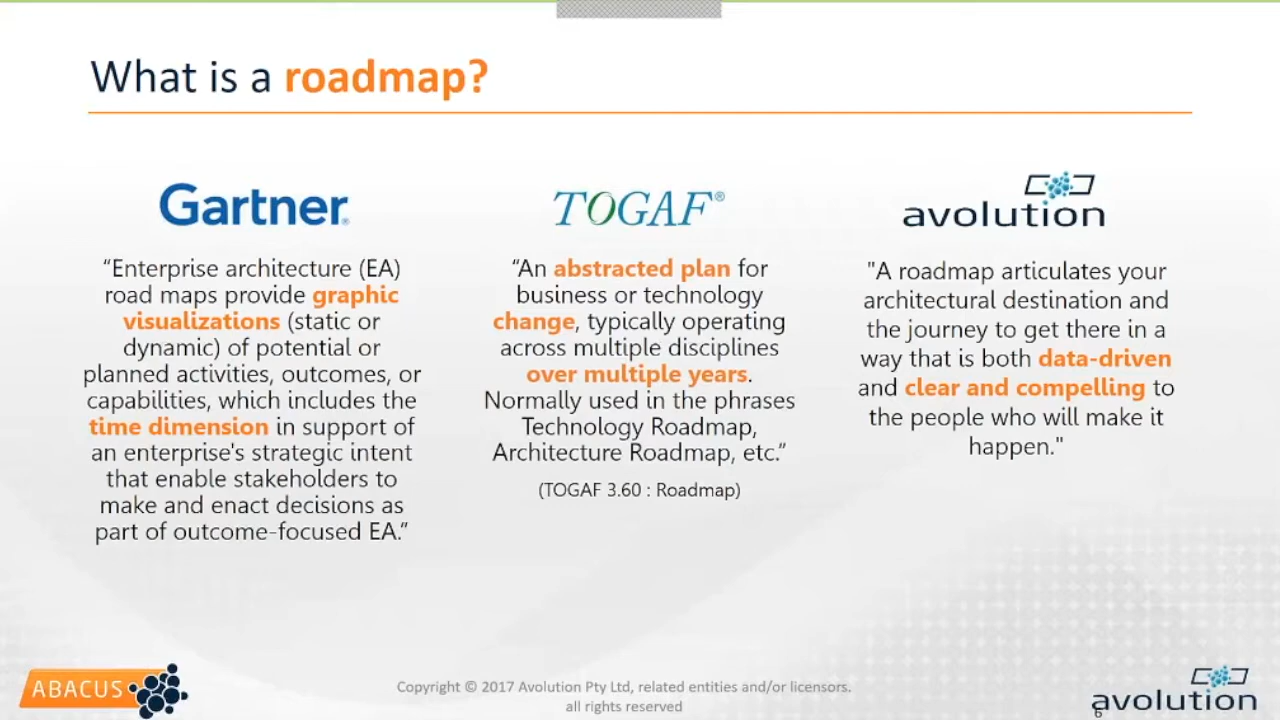 What is a roadmap?
Gartner®
“Enterprise architecture (EA)
road maps provide graphic
visualizations (static or
dynamic) of potential or
planned activities, outcomes, or
capabilities, which includes the
time dimension in support of
an enterprise's strategic intent
that enable stakeholders to
make and enact decisions as
part of outcome-focused EA.”
TOGAF®
“An abstracted plan for
business or technology
change, typically operating
across multiple disciplines
over multiple years.
Normally used in the phrases
Technology Roadmap,
Architecture Roadmap, etc.”
(TOGAF 3.60 : Roadmap)
avolution
"A roadmap articulates your
architectural destination and
the journey to get there in a
way that is both data-driven
and clear and compelling to
the people who will make it
happen."
ABACUS
Copyright © 2017 Avolution Pty Ltd, related entities and/or licensors.
all rights reserved
avolution